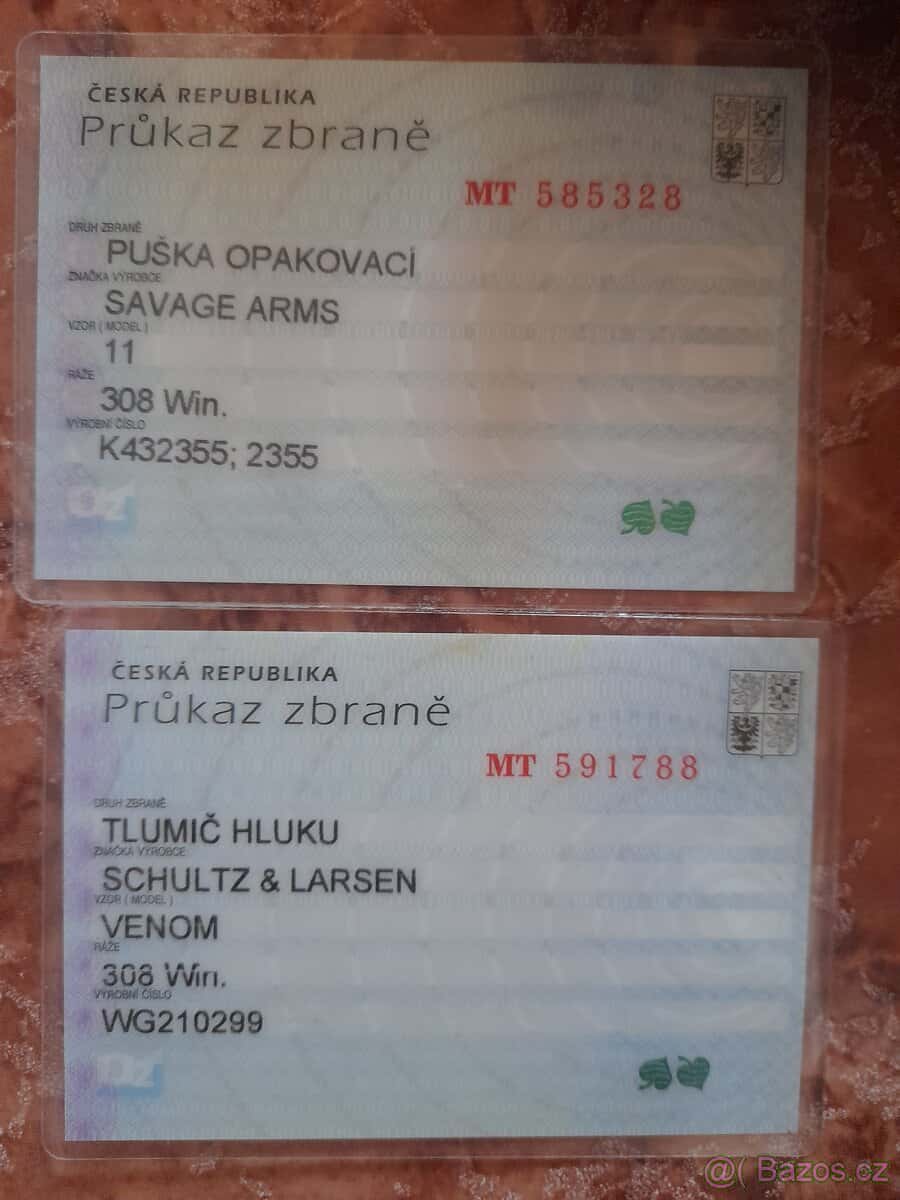 ČESKÁ REPUBLIKA
Průkaz zbraně
MT 585328
DRUH ZBRANĚ
PUŠKA OPAKOVACÍ
ZNAČKA VÝROBCE
SAVAGE ARMS
VZOR ( MODEL )
11
RÁŽE
308 Win.
VÝROBNÍ ČÍSLO
K432355; 2355
ČESKÁ REPUBLIKA
Průkaz zbraně
MT 591788
DRUH ZBRANĚ
TLUMIČ HLUKU
ZNAČKA VÝROBCE
SCHULTZ & LARSEN
VZOR ( MODEL )
VENOM
RÁŽE
308 Win.
VÝROBNÍ ČÍSLO
WG210299
Bazos.cz